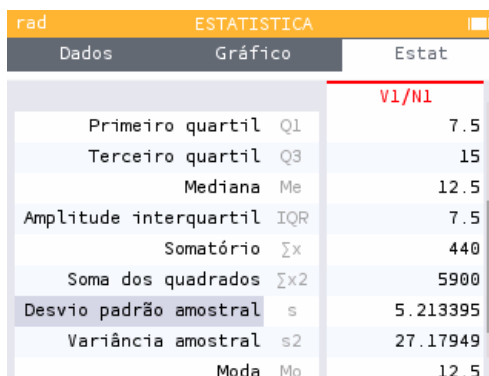 rad ESTATISTICA
Dados Gráfico Estat
V1/N1
Primeiro quartil Q1 7.5
Terceiro quartil Q3 15
Mediana Me 12.5
Amplitude interquartil IQR 7.5
Somatório ∑x 440
Soma dos quadrados ∑x2 5900
Desvio padrão amostral s 5.213395
Variância amostral s2 27.17949
Moda Mo 12.5